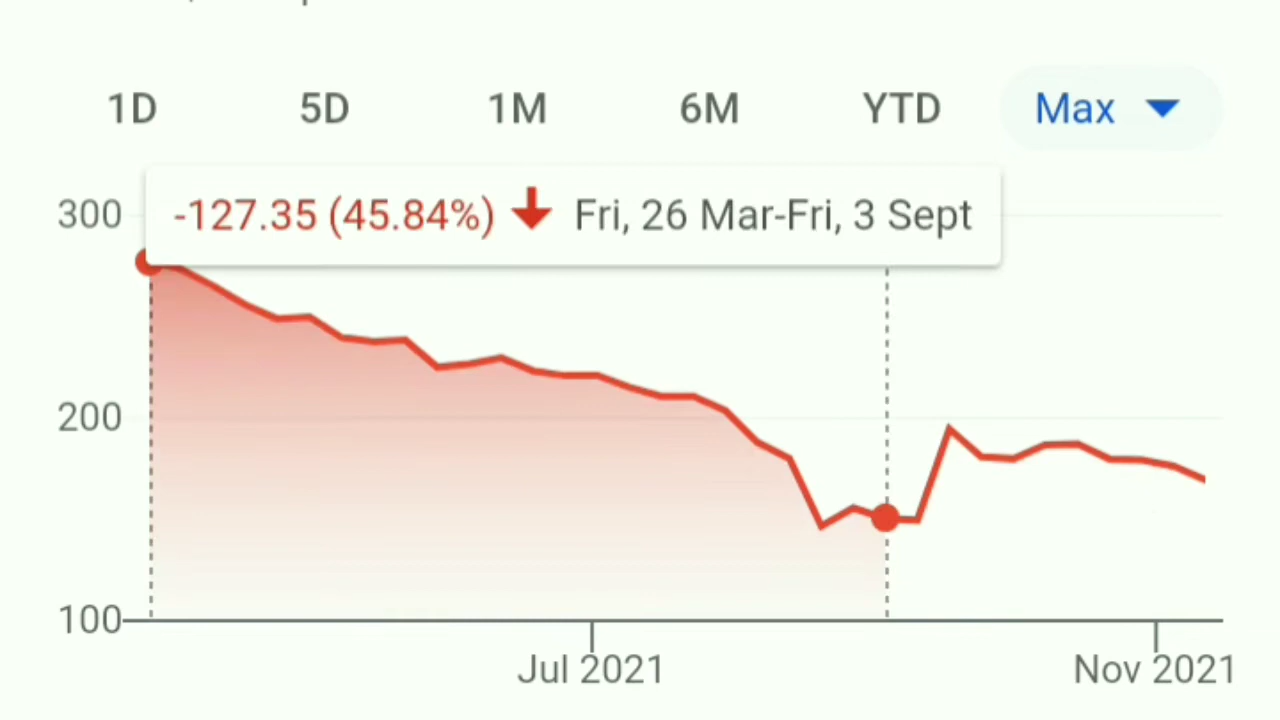 1D 5D 1M 6M YTD Max
300
-127.35 (45.84%) Fri, 26 Mar-Fri, 3 Sept
200
100
Jul 2021 Nov 2021